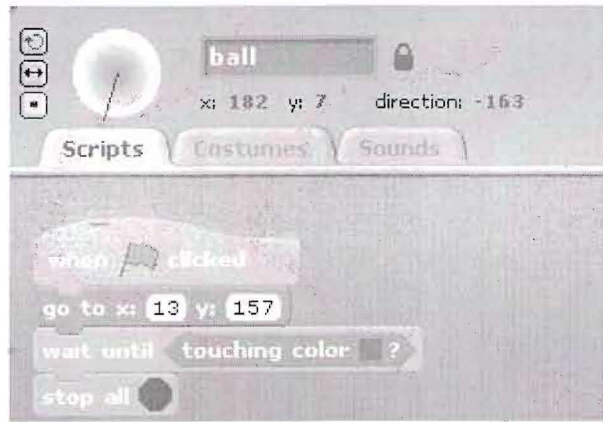 ball
x: 182 y: 7 direction: -163
Scripts Costumes Sounds
when clicked
go to x: 13 y: 157
wait until touching color ?
stop all